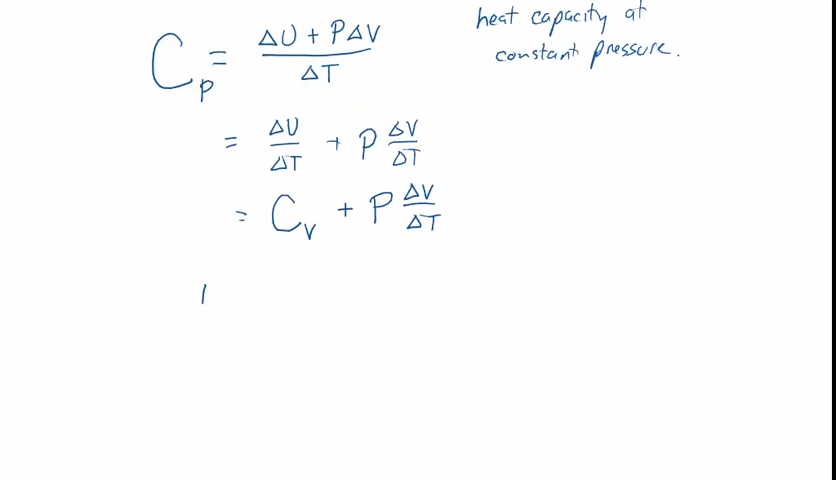 heat capacity at
constant pressure.
Cₚ = (ΔU + PΔV) / ΔT
= ΔU/ΔT + P ΔV/ΔT
= Cᵥ + P ΔV/ΔT